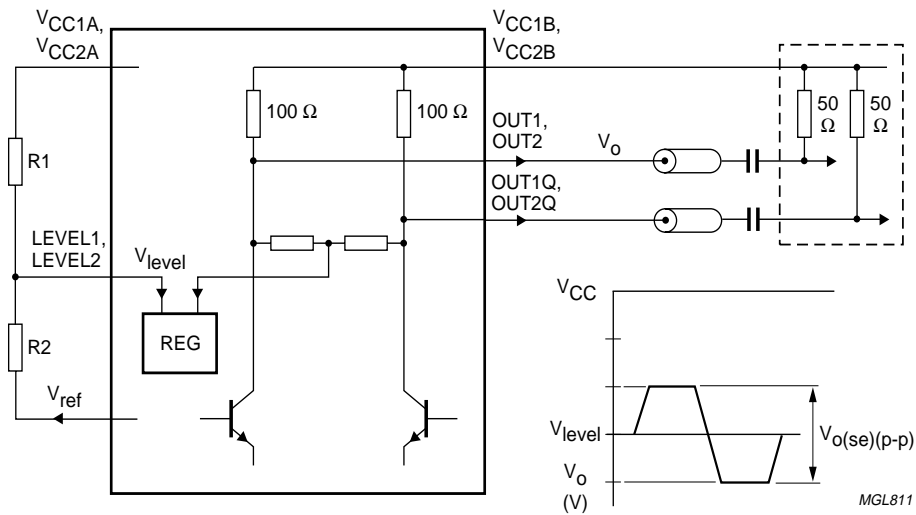 VCC1A,
VCC2A
VCC1B,
VCC2B
100 Ω
100 Ω
50
Ω
50
Ω
OUT1,
OUT2
Vo
R1
OUT1Q,
OUT2Q
LEVEL1,
LEVEL2
Vlevel
REG
R2
Vref
VCC
Vlevel
Vo(se)(p-p)
Vo
(V)
MGL811